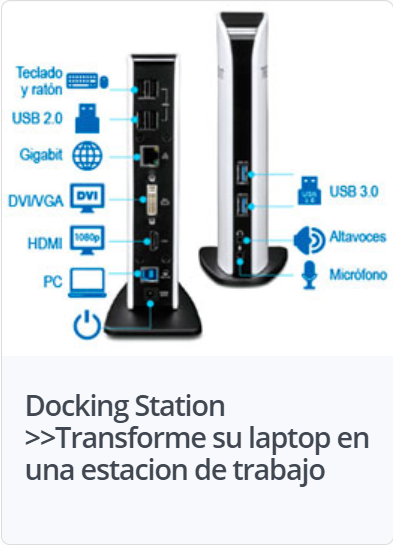 Teclado
y ratón
USB 2.0
Gigabit
DVI/VGA
DVI
HDMI
1080p
PC
USB 3.0
Altavoces
Micrófono
Docking Station
>>Transforme su laptop en
una estacion de trabajo